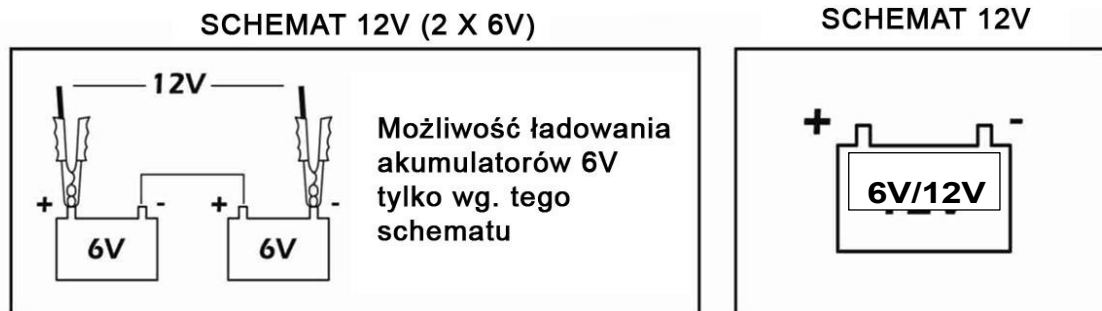 SCHEMAT 12V (2 X 6V)
12V
+ - + -
6V 6V
Możliwość ładowania
akumulatorów 6V
tylko wg. tego
schematu
SCHEMAT 12V
+ -
6V/12V